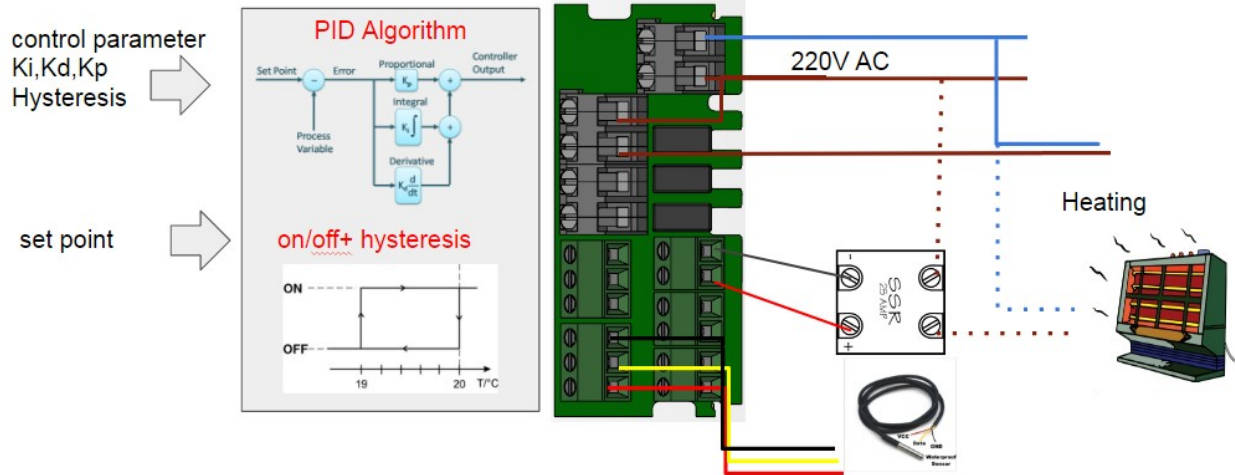 control parameter
Ki,Kd,Kp
Hysteresis
set point
PID Algorithm
Set Point
Error
Proportional
Controller
Output
Kp
Integral
Ki∫
Process
Variable
Derivative
Kd d/dt
on/off+ hysteresis
ON
OFF
19
20
T/°C
220V AC
Heating
-
SSR
25 AMP
+
VCC
Data
GND
Waterproof
Sensor